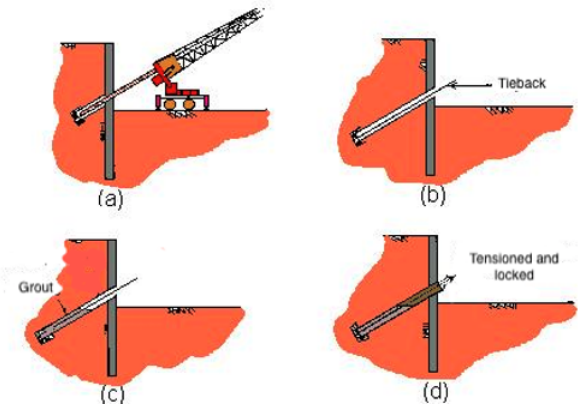 (a)
Tieback
(b)
Grout
(c)
Tensioned and
locked
(d)